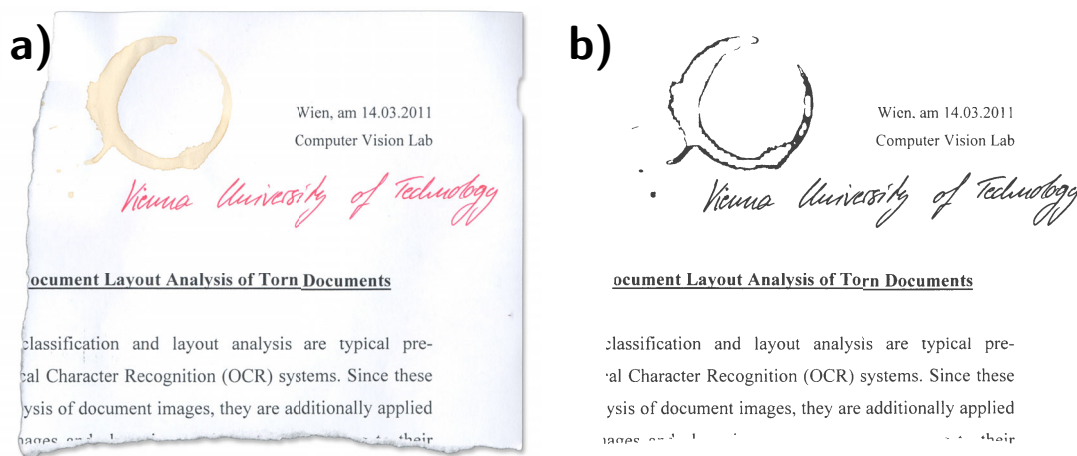 a)
Wien, am 14.03.2011
Computer Vision Lab
Vienna University of Technology
ocument Layout Analysis of Torn Documents
classification and layout analysis are typical pre-
cal Character Recognition (OCR) systems. Since these
ysis of document images, they are additionally applied
their
b)
Wien, am 14.03.2011
Computer Vision Lab
Vienna University of Technology
ocument Layout Analysis of Torn Documents
classification and layout analysis are typical pre-
al Character Recognition (OCR) systems. Since these
ysis of document images, they are additionally applied
their